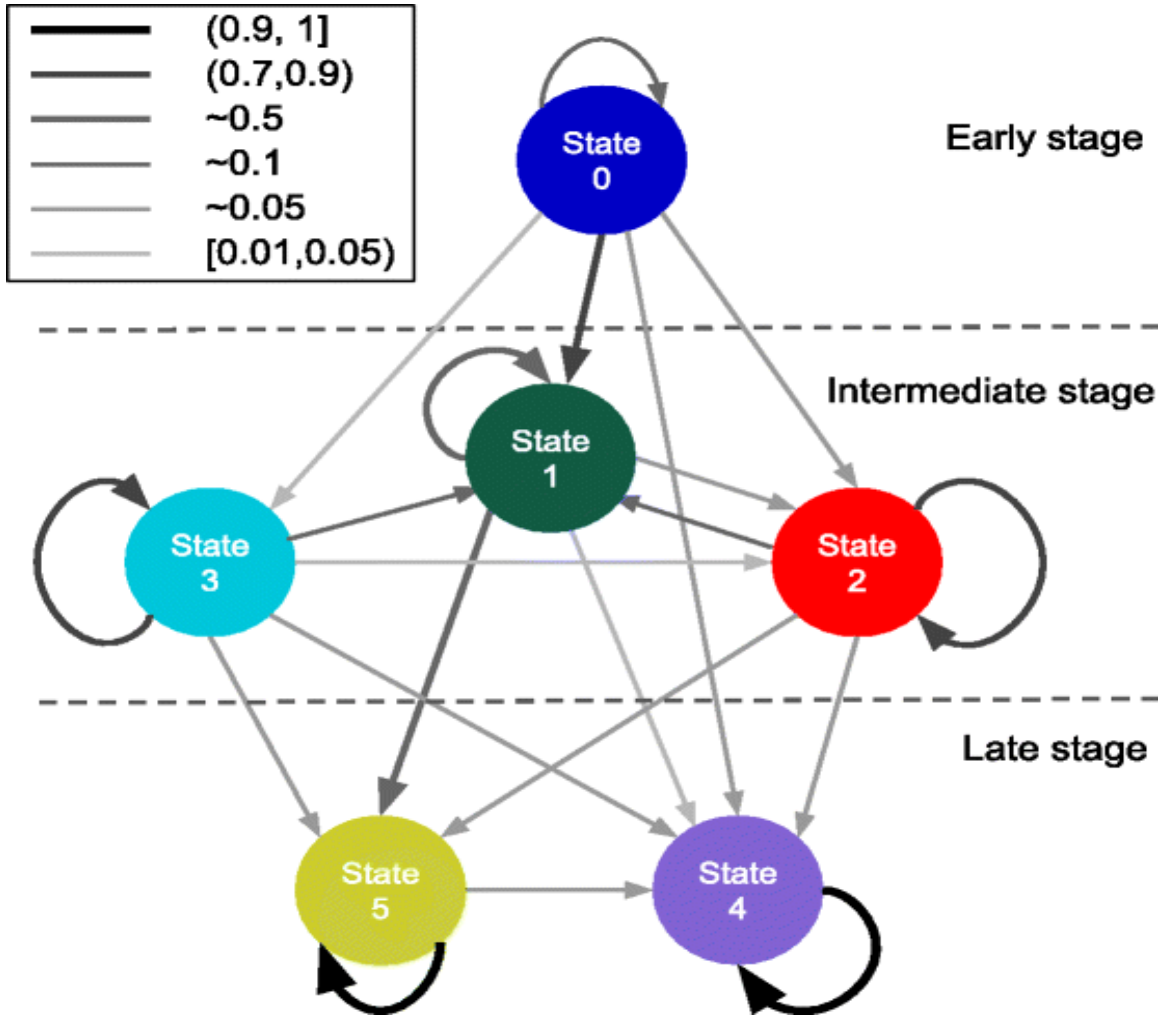 (0.9, 1]
(0.7,0.9)
~0.5
~0.1
~0.05
[0.01,0.05)
State
0
Early stage
Intermediate stage
State
1
State
3
State
2
Late stage
State
5
State
4